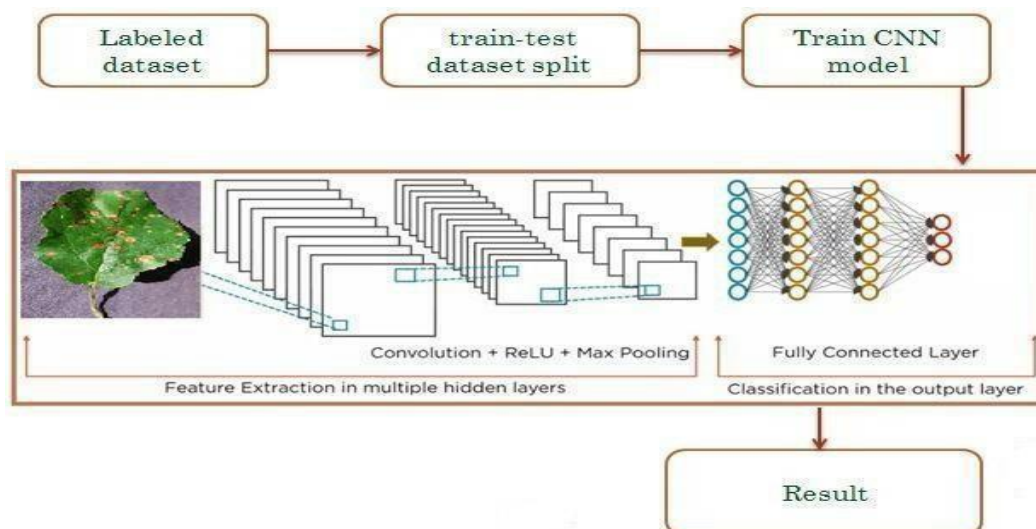 Labeled
dataset
train-test
dataset split
Train CNN
model
Convolution + ReLU + Max Pooling
Fully Connected Layer
Feature Extraction in multiple hidden layers
Classification in the output layer
Result